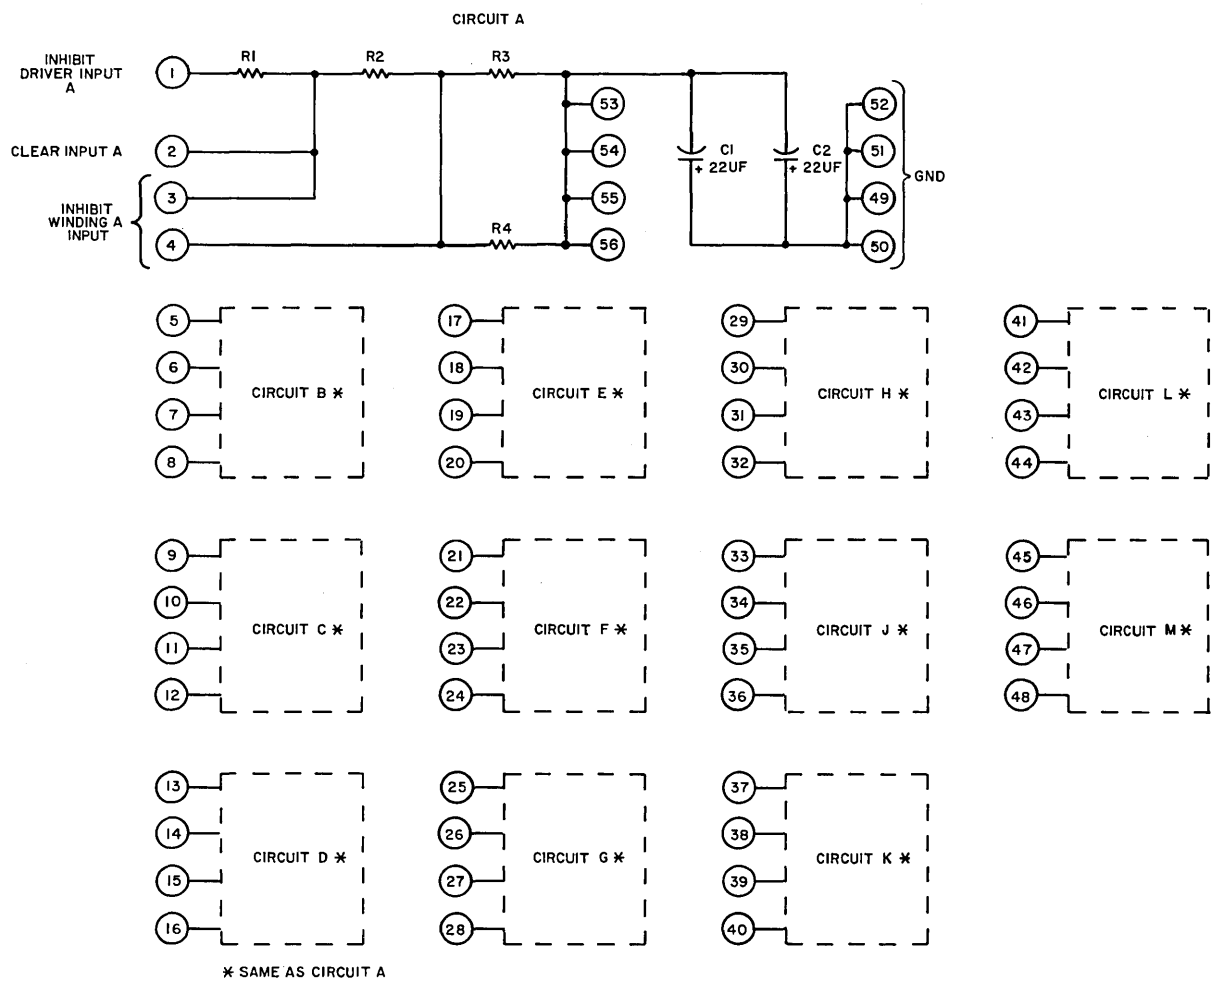 CIRCUIT A
INHIBIT
DRIVER INPUT
A
1
R1
R2
R3
53
52
CLEAR INPUT A
2
54
C1
+ 22UF
C2
+ 22UF
51
GND
INHIBIT
WINDING A
INPUT
3
55
49
4
R4
56
50
5
6
7
8
CIRCUIT B *
17
18
19
20
CIRCUIT E *
29
30
31
32
CIRCUIT H *
41
42
43
44
CIRCUIT L *
9
10
11
12
CIRCUIT C *
21
22
23
24
CIRCUIT F *
33
34
35
36
CIRCUIT J *
45
46
47
48
CIRCUIT M *
13
14
15
16
CIRCUIT D *
25
26
27
28
CIRCUIT G *
37
38
39
40
CIRCUIT K *
* SAME AS CIRCUIT A